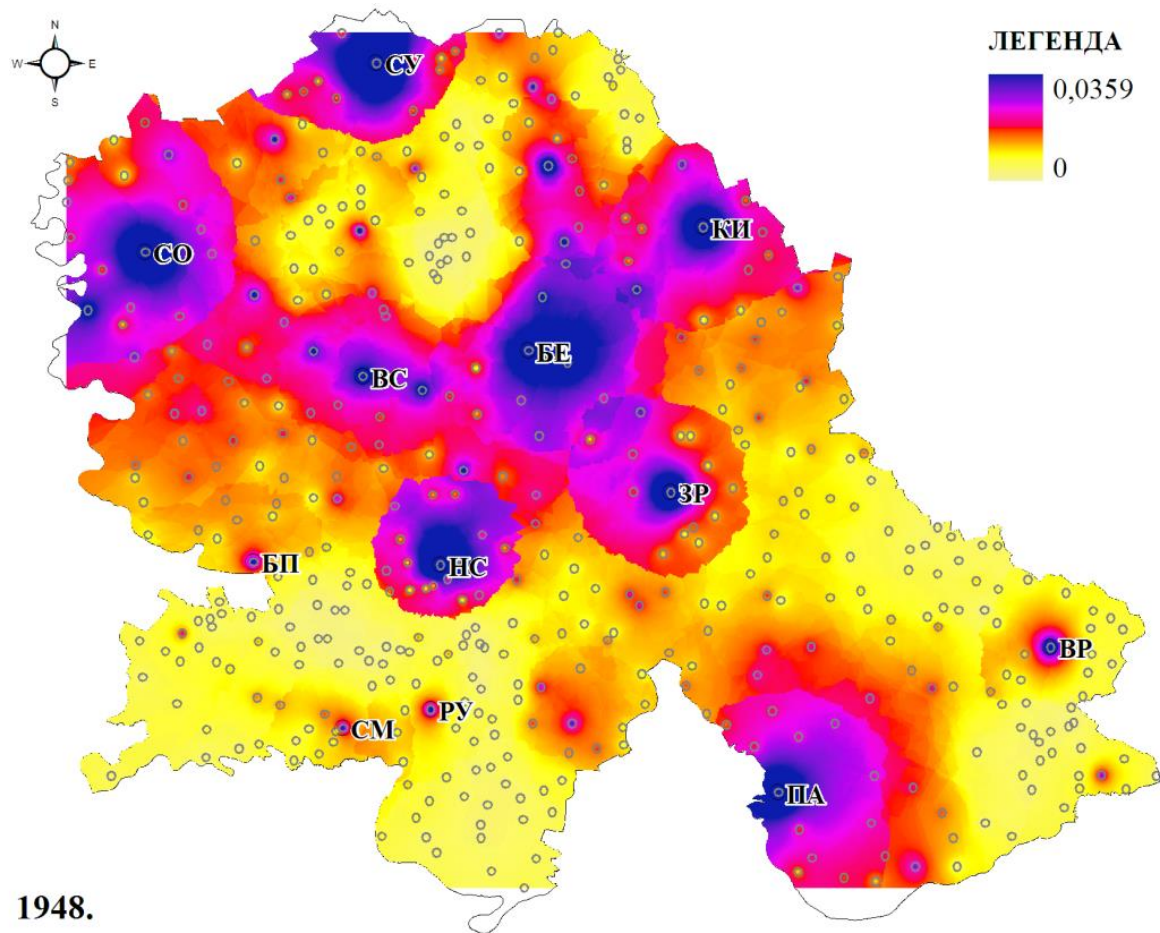 N
W E
S
ЛЕГЕНДА
0,0359
0
СУ
КИ
СО
БЕ
ВС
ЗР
НС
БП
ВР
РУ
СМ
ПА
1948.